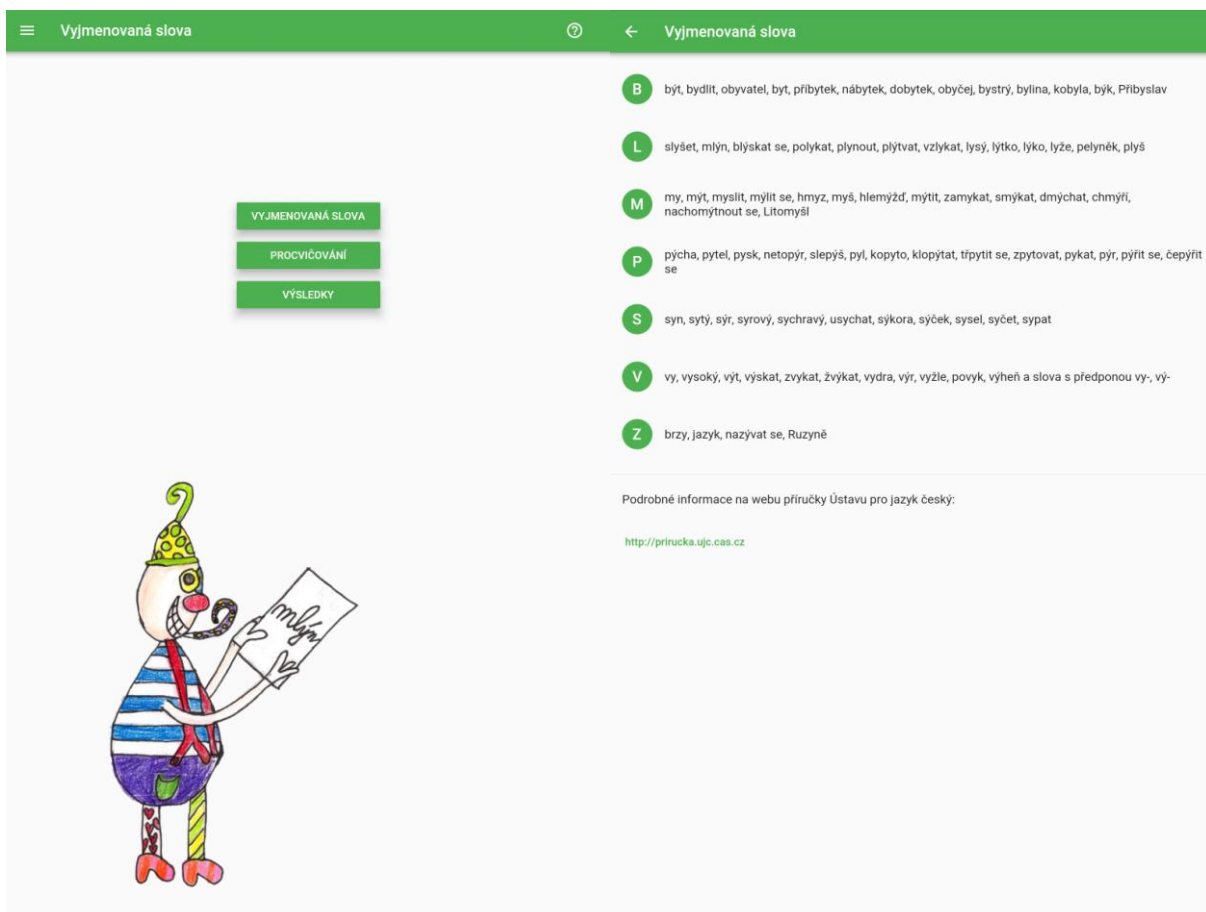 Vyjmenovaná slova
VYJMENOVANÁ SLOVA
PROCVIČOVÁNÍ
VÝSLEDKY
mlýn
Vyjmenovaná slova
B být, bydlit, obyvatel, byt, příbytek, nábytek, dobytek, obyčej, bystrý, bylina, kobyla, býk, Přibyslav
L slyšet, mlýn, blýskat se, polykat, plynout, plýtvat, vzlykat, lysý, lýtko, lýko, lyže, pelyněk, plyš
M my, mýt, myslit, mýlit se, hmyz, myš, hlemýžď, mýtit, zamykat, smýkat, dmýchat, chmýří,
nachomýtnout se, Litomyšl
P pýcha, pytel, pysk, netopýr, slepýš, pyl, kopyto, klopýtat, třpytit se, zpytovat, pykat, pýr, pýřit se, čepýřit
se
S syn, sytý, sýr, syrový, sychravý, usychat, sýkora, sýček, sysel, syčet, sypat
V vy, vysoký, výt, výskat, zvykat, žvýkat, vydra, výr, vyžle, povyk, výheň a slova s předponou vy-, vý-
Z brzy, jazyk, nazývat se, Ruzyně
Podrobné informace na webu příručky Ústavu pro jazyk český:
http://prirucka.ujc.cas.cz